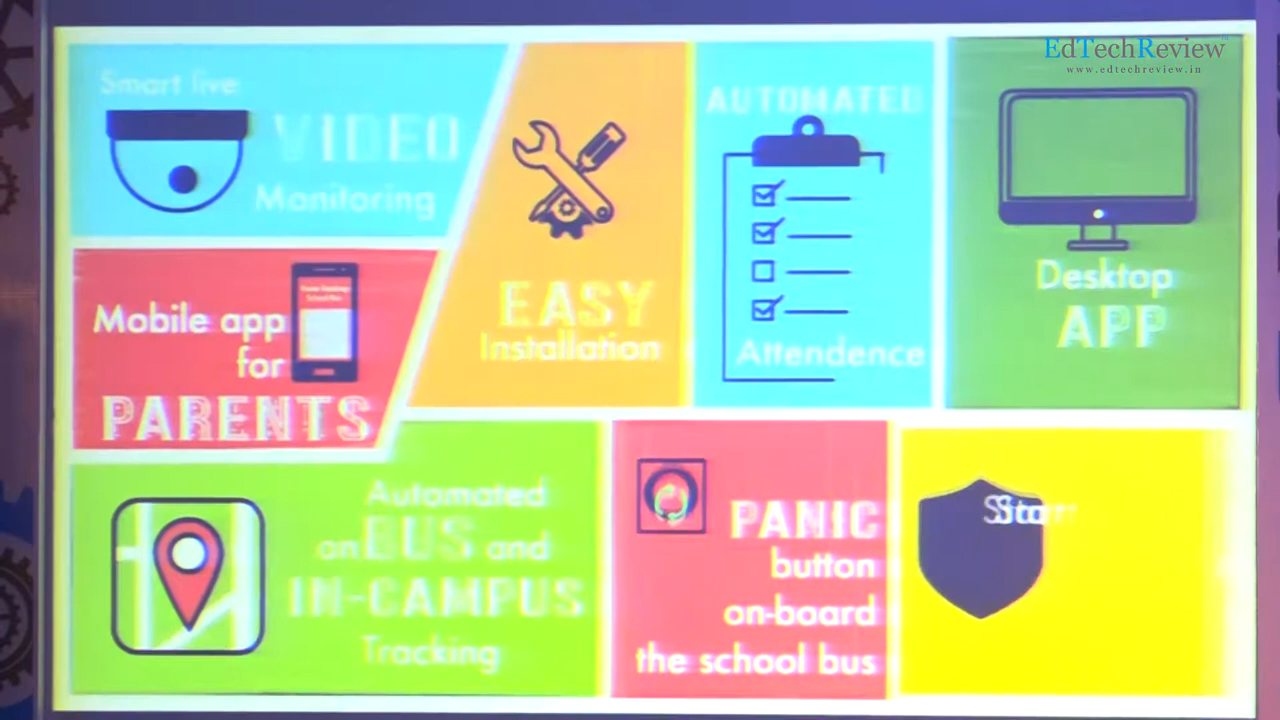 EdTechReview
www.edtechreview.in
Smart live
VIDEO
Monitoring
Mobile app
for
PARENTS
EASY
Installation
AUTOMATED
Attendence
Desktop
APP
Automated
on BUS and
IN-CAMPUS
Tracking
PANIC
button
on-board
the school bus